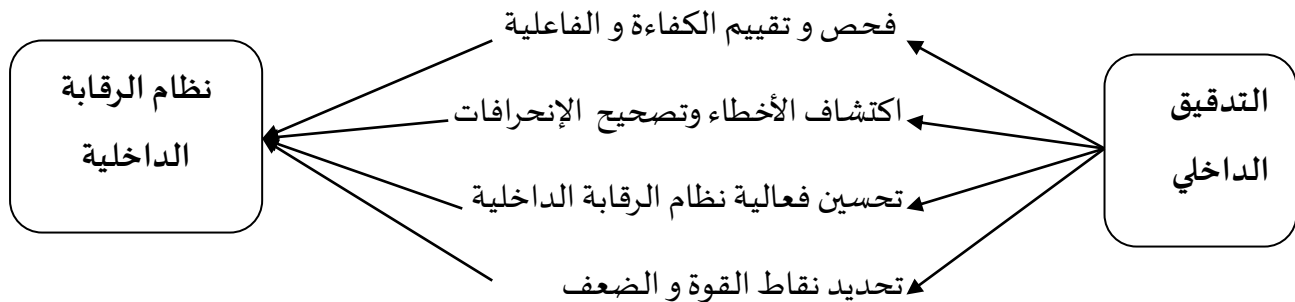 التدقيق
الداخلي
فحص و تقييم الكفاءة و الفاعلية
اكتشاف الأخطاء وتصحيح الإنحرافات
تحسين فعالية نظام الرقابة الداخلية
تحديد نقاط القوة و الضعف
نظام الرقابة
الداخلية